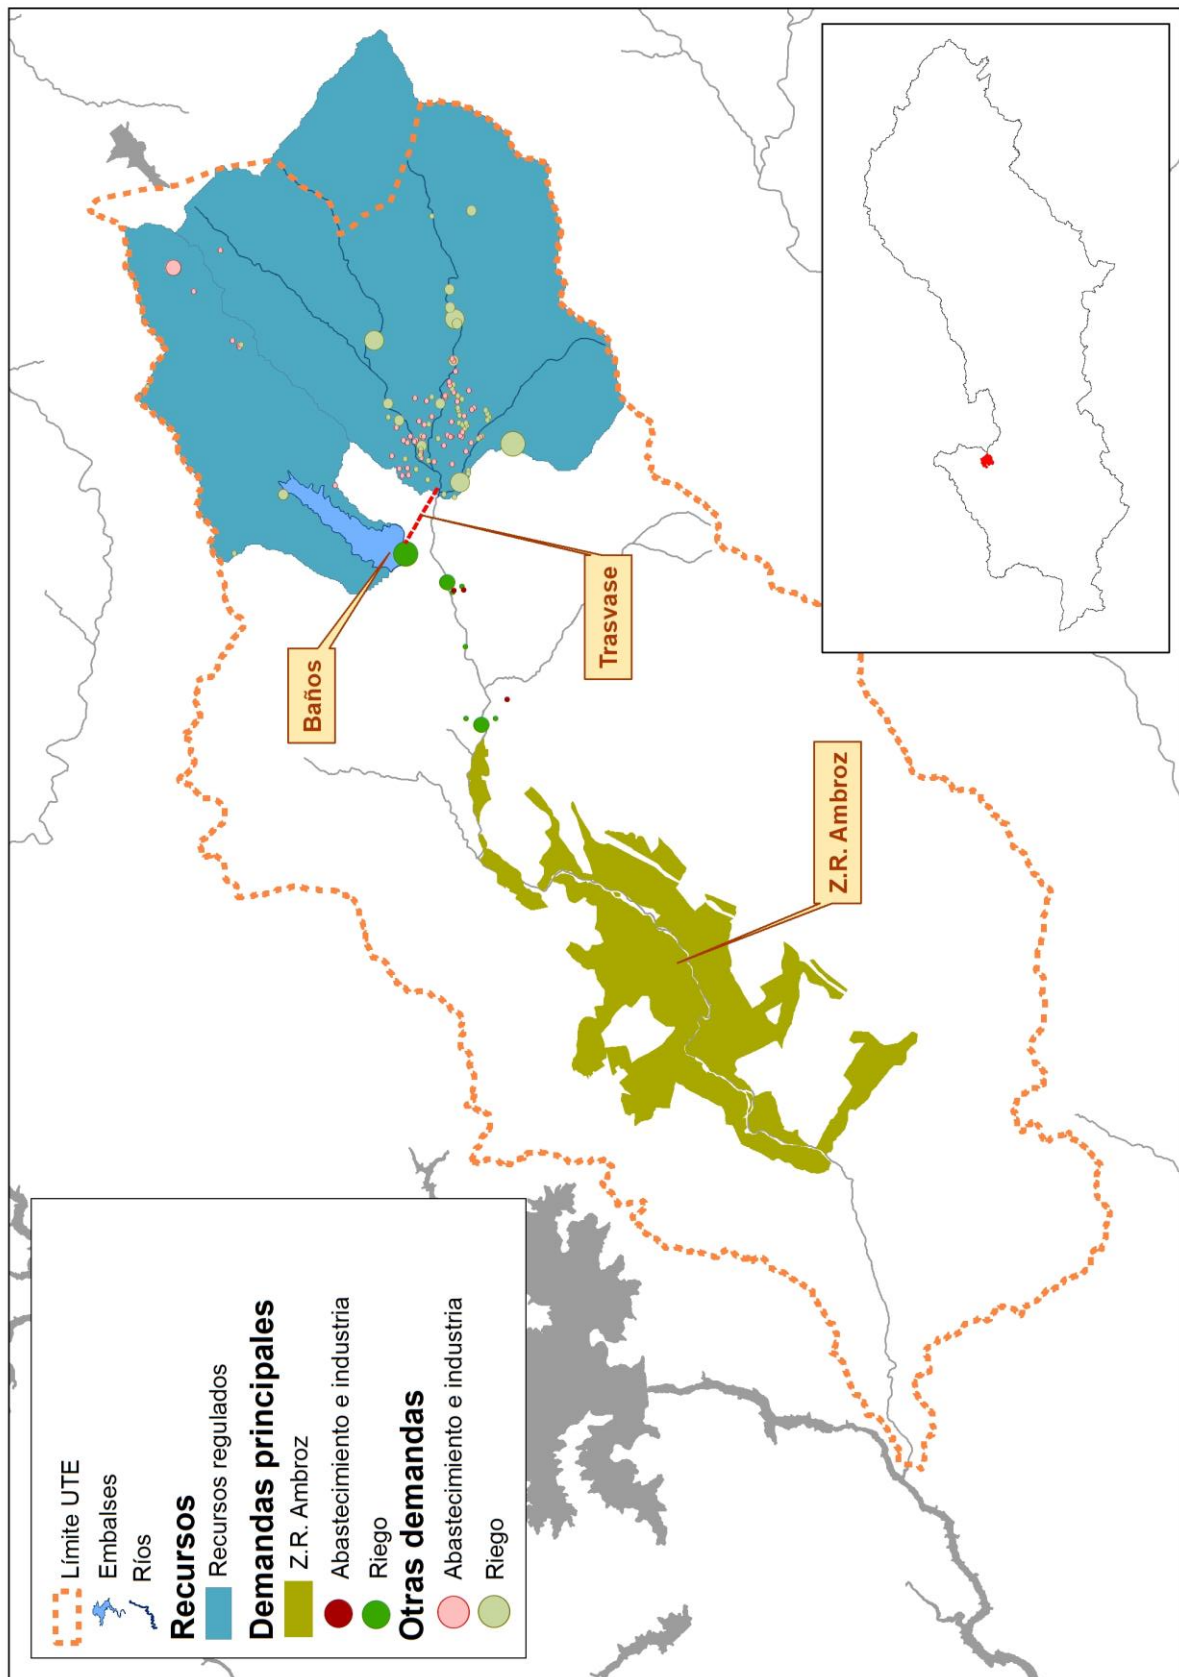 Límite UTE
Embalses
Ríos
Recursos
Recursos regulados
Demandas principales
Z.R. Ambroz
Abastecimiento e industria
Riego
Otras demandas
Abastecimiento e industria
Riego
Baños
Trasvase
Z.R. Ambroz